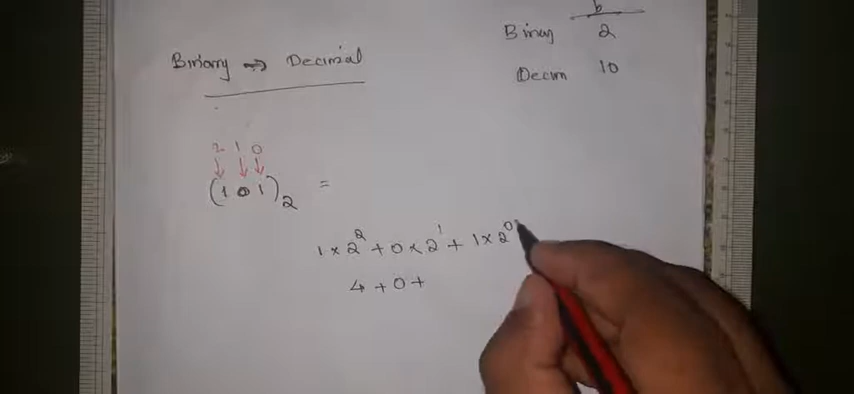 b
Binary 2
Decim 10
Binary → Decimal
2 1 0
(1 0 1)₂ =
1 × 2² + 0 × 2¹ + 1 × 2⁰
4 + 0 +